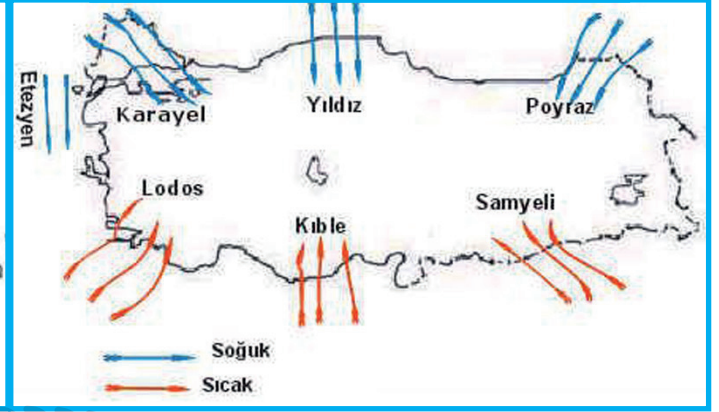 Etezyen
Karayel
Yıldız
Poyraz
Lodos
Kıble
Samyeli
Soğuk
Sıcak